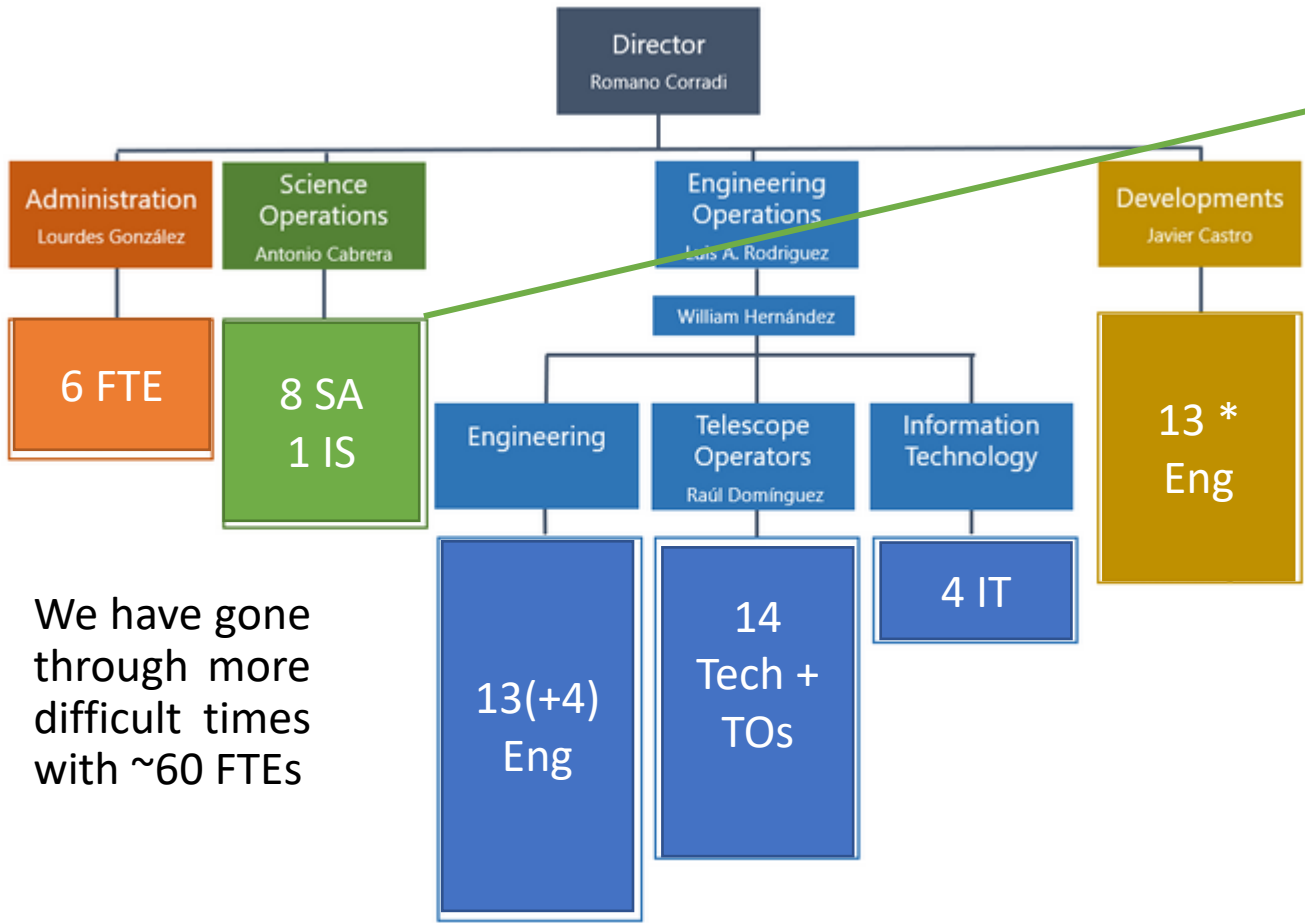 Director
Romano Corradi
Administration
Lourdes González
Science
Operations
Antonio Cabrera
Engineering
Operations
Luis A. Rodriguez
Developments
Javier Castro
William Hernández
6 FTE
8 SA
1 IS
13 *
Eng
Engineering
Telescope
Operators
Raúl Domínguez
Information
Technology
13(+4)
Eng
14
Tech +
TOs
4 IT
We have gone
through more
difficult times
with ~60 FTEs